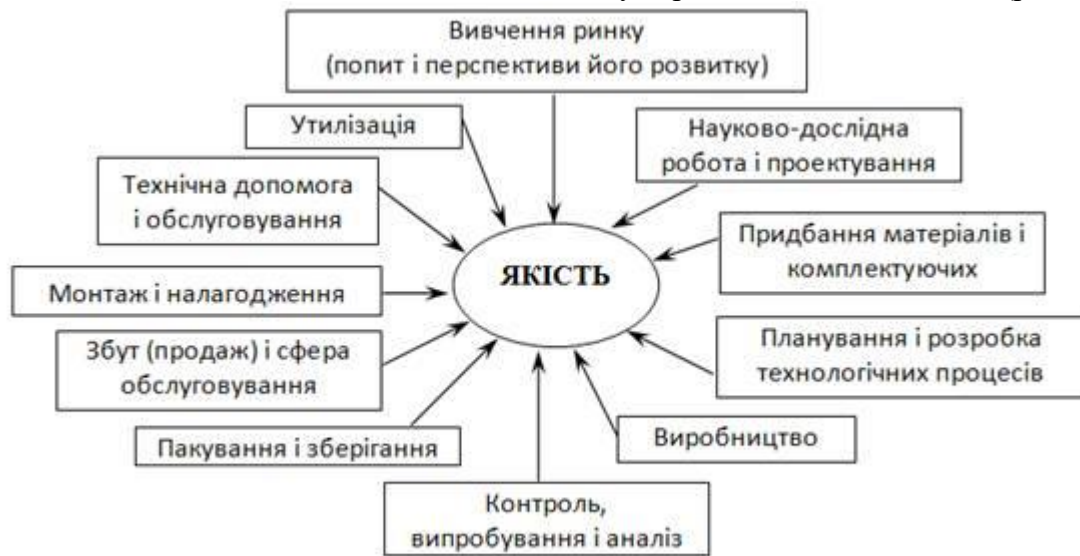 Вивчення ринку
(попит і перспективи його розвитку)
Утилізація
Науково-дослідна
робота і проектування
Технічна допомога
і обслуговування
Придбання матеріалів і
комплектуючих
ЯКІСТЬ
Монтаж і налагодження
Планування і розробка
технологічних процесів
Збут (продаж) і сфера
обслуговування
Виробництво
Пакування і зберігання
Контроль,
випробування і аналіз